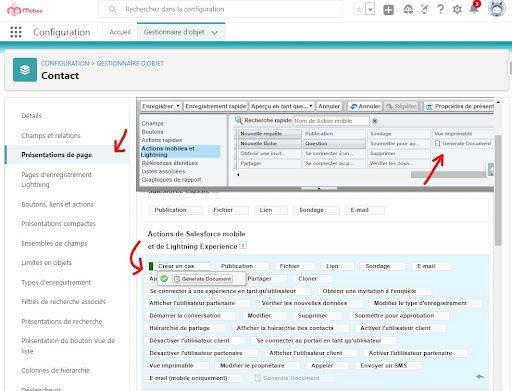 Mobee
Recherchez dans la configuration
Configuration
Accueil
Gestionnaire d'objet
CONFIGURATION > GESTIONNAIRE D'OBJET
Contact
Détails
Champs et relations
Présentations de page
Pages d'enregistrement
Lightning
Boutons, liens et actions
Présentations compactes
Ensembles de champs
Limites en objets
Types d'enregistrement
Filtres de recherche associés
Présentations de recherche
Présentation du bouton Vue de
liste
Colonnes de hiérarchie
Déclencheurs
Enregistrer Enregistrement rapide Aperçu en tant que... Annuler Annuler Répéter Propriétés de présent
Champs
Boutons
Actions rapides
Actions mobiles et
Lightning
Références étendues
Listes associées
Graphiques de rapport
Recherche rapide Nom de Action mobile
Nouvelle requête Publication Sondage Vue imprimable
Nouvelle tâche Question Soumettre pour ap... Generate Document
Obtenir une invit... Se connecter à un... Supprimer
Partager Se connecter au p... Vérifier les nouv...
Salesforce Classic
Publication Fichier Lien Sondage E-mail
Actions de Salesforce mobile
et de Lightning Experience
Créer un cas Publication Fichier Lien Sondage E-mail
Generate Document Partager Cloner
Se connecter à une expérience en tant qu'utilisateur Obtenir une invitation à l'enquête
Afficher l'utilisateur partenaire Vérifier les nouvelles données Modifier le type d'enregistrement
Démarrer la conversation Modifier Supprimer Soumettre pour approbation
Hiérarchie de partage Afficher la hiérarchie des contacts Activer l'utilisateur client
Désactiver l'utilisateur client Se connecter au portail en tant qu'utilisateur
Désactiver l'utilisateur partenaire Afficher l'utilisateur client Activer l'utilisateur partenaire
Vue imprimable Modifier le propriétaire Appeler Envoyer un SMS
E-mail (mobile uniquement) Generate Document